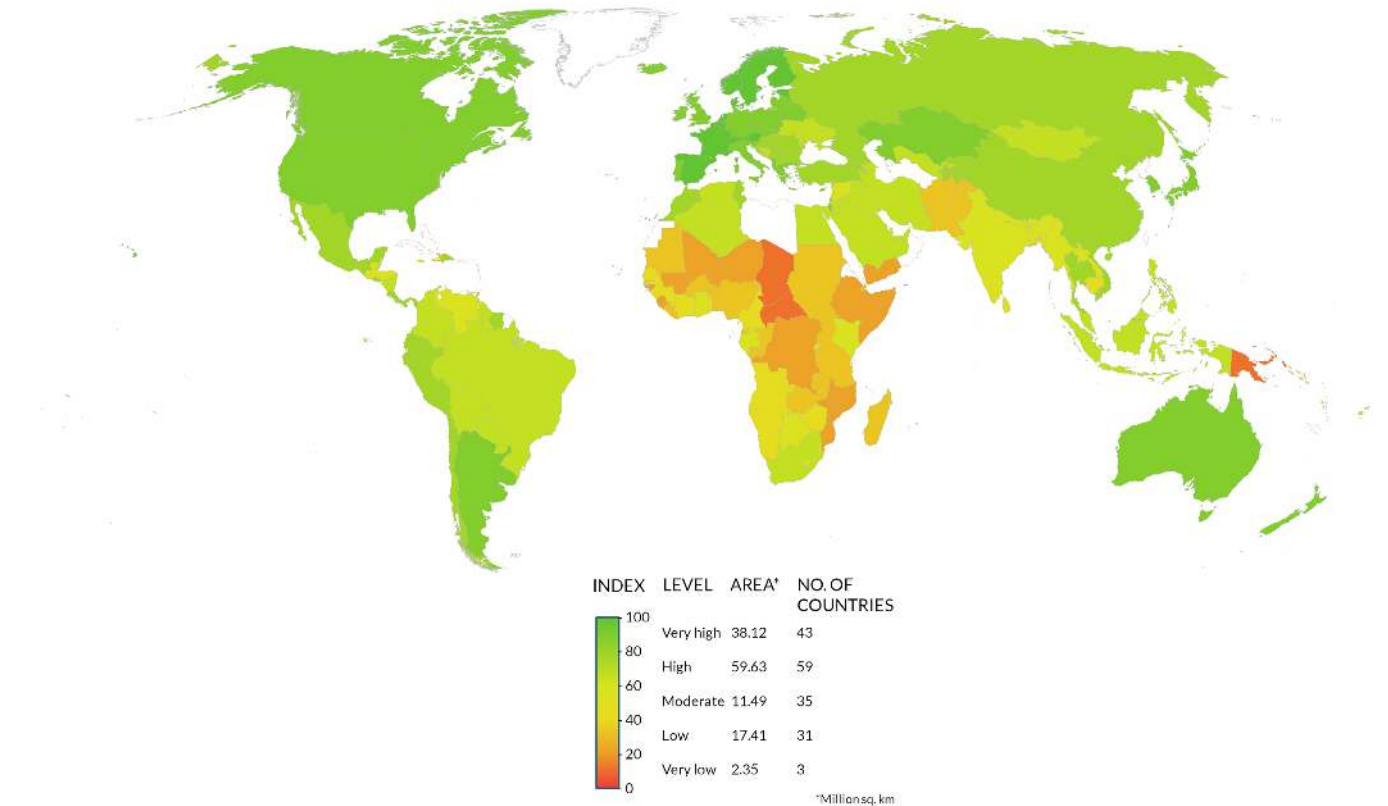 INDEX LEVEL AREA* NO. OF
COUNTRIES
100
Very high 38.12 43
80
High 59.63 59
60
Moderate 11.49 35
40
Low 17.41 31
20
Very low 2.35 3
0
*Million sq. km